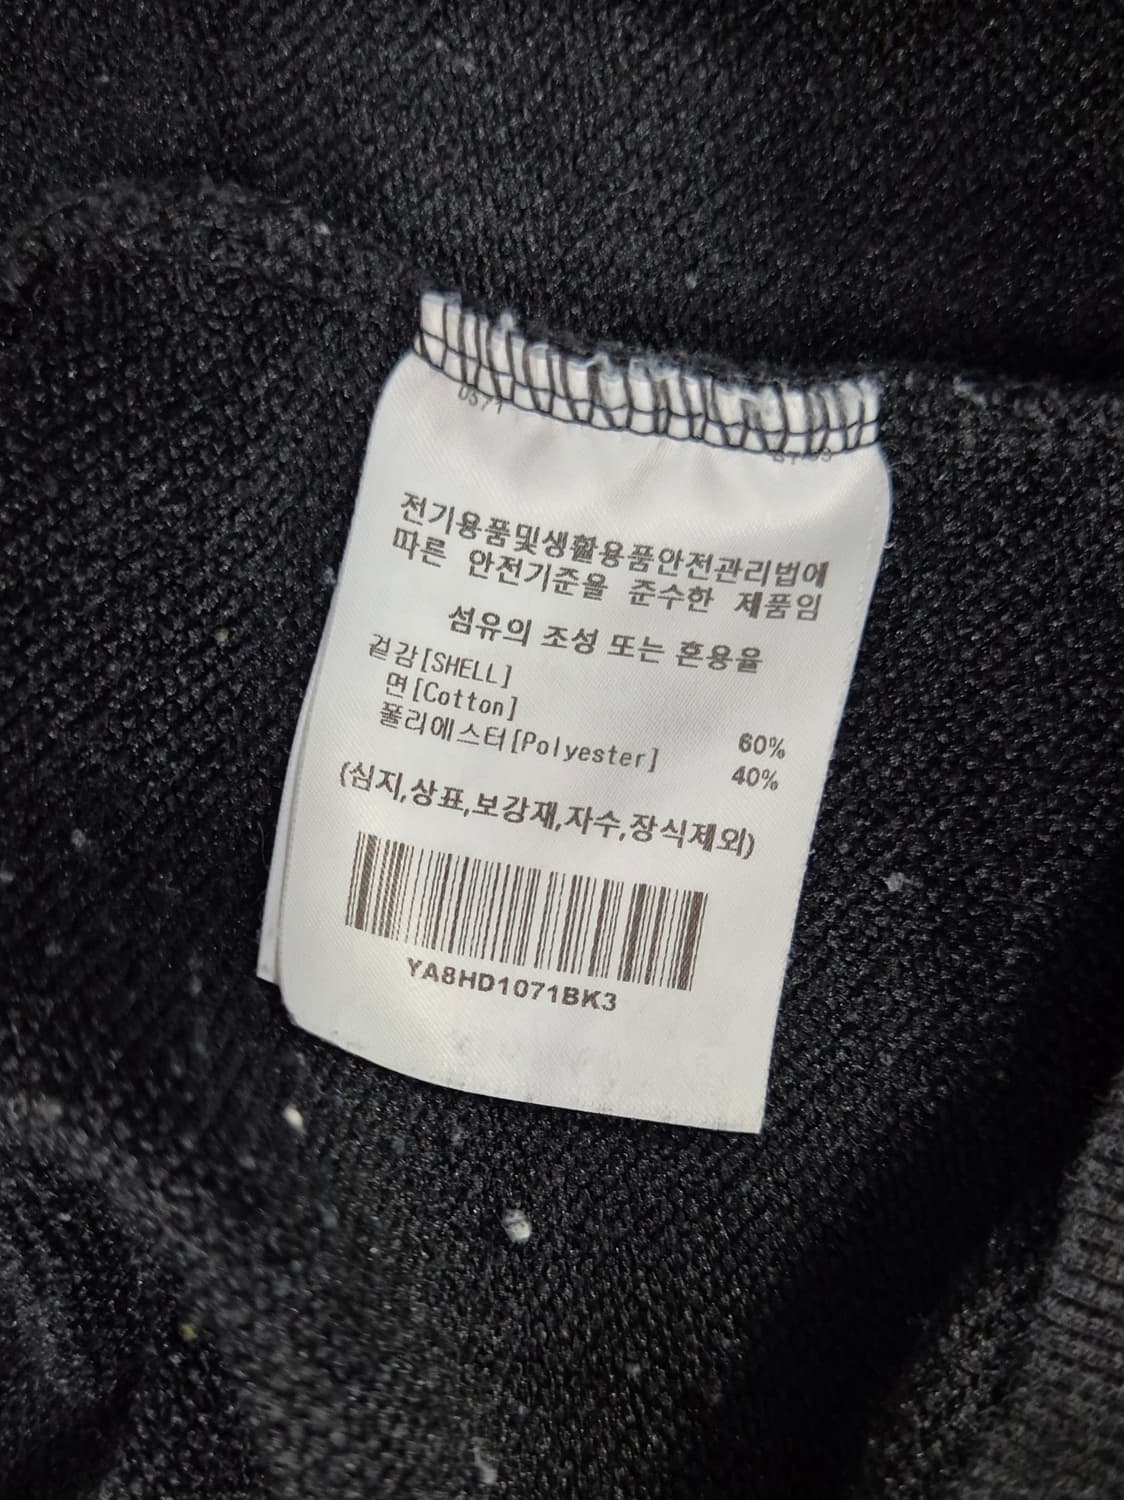 전기용품및생활용품안전관리법에
따른 안전기준을 준수한 제품임
섬유의 조성 또는 혼용율
겉감[SHELL]
면[Cotton] 60%
폴리에스터[Polyester] 40%
(심지,상표,보강재,자수,장식제외)
YA8HD1071BK3